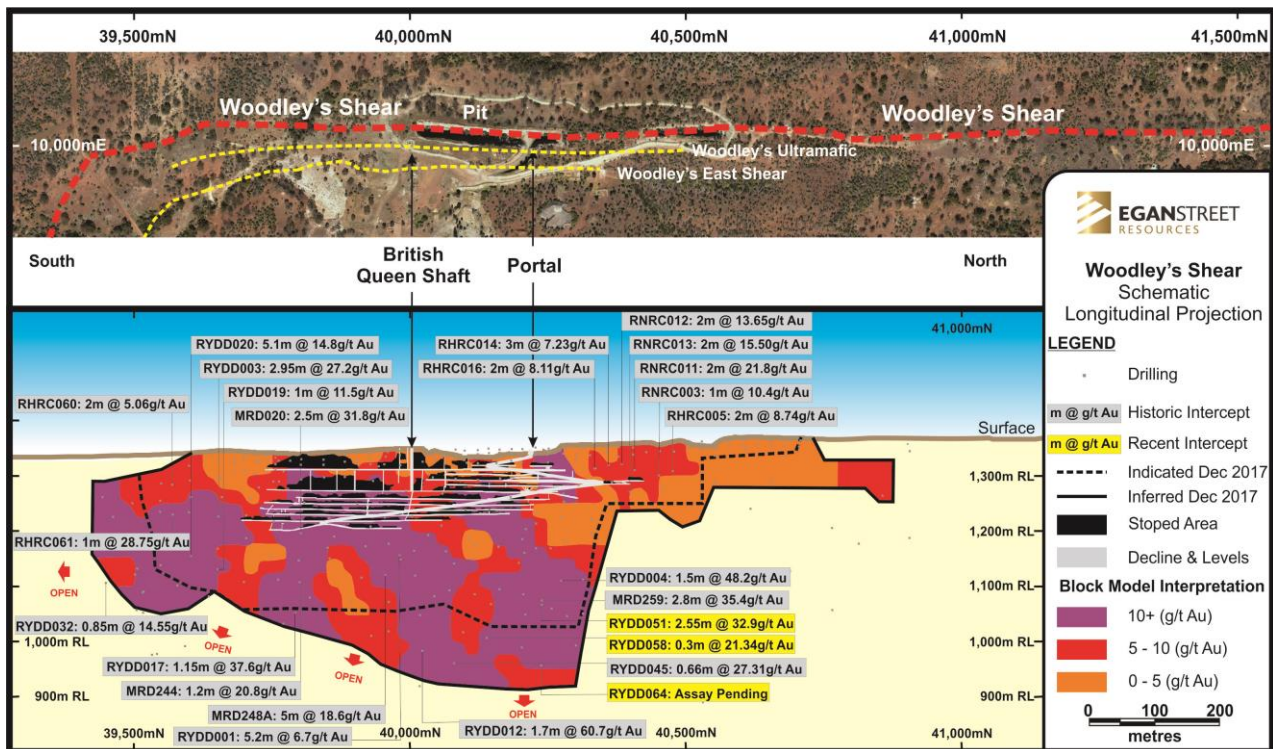 39,500mN 40,000mN 40,500mN 41,000mN 41,500mN
Woodley's Shear
Pit
Woodley's Shear
10,000mE
10,000mE
Woodley's Ultramafic
Woodley's East Shear
South
British
Queen Shaft
Portal
North
EGANSTREET
RESOURCES
Woodley's Shear
Schematic
Longitudinal Projection
LEGEND
Drilling
m @ g/t Au Historic Intercept
m @ g/t Au Recent Intercept
Indicated Dec 2017
Inferred Dec 2017
Stoped Area
Decline & Levels
Block Model Interpretation
10+ (g/t Au)
5 - 10 (g/t Au)
0 - 5 (g/t Au)
0 100 200
metres
41,000mN
RNRC012: 2m @ 13.65g/t Au
RYDD020: 5.1m @ 14.8g/t Au
RHRC014: 3m @ 7.23g/t Au
RNRC013: 2m @ 15.50g/t Au
RYDD003: 2.95m @ 27.2g/t Au
RHRC016: 2m @ 8.11g/t Au
RNRC011: 2m @ 21.8g/t Au
RYDD019: 1m @ 11.5g/t Au
RNRC003: 1m @ 10.4g/t Au
RHRC060: 2m @ 5.06g/t Au
MRD020: 2.5m @ 31.8g/t Au
RHRC005: 2m @ 8.74g/t Au
Surface
1,300m RL
1,200m RL
RHRC061: 1m @ 28.75g/t Au
OPEN
RYDD004: 1.5m @ 48.2g/t Au
1,100m RL
MRD259: 2.8m @ 35.4g/t Au
RYDD032: 0.85m @ 14.55g/t Au
RYDD051: 2.55m @ 32.9g/t Au
1,000m RL
OPEN
RYDD058: 0.3m @ 21.34g/t Au
1,000m RL
RYDD017: 1.15m @ 37.6g/t Au
OPEN
RYDD045: 0.66m @ 27.31g/t Au
900m RL
MRD244: 1.2m @ 20.8g/t Au
RYDD064: Assay Pending
900m RL
MRD248A: 5m @ 18.6g/t Au
OPEN
RYDD001: 5.2m @ 6.7g/t Au
RYDD012: 1.7m @ 60.7g/t Au
39,500mN 40,000mN 40,500mN 41,000mN